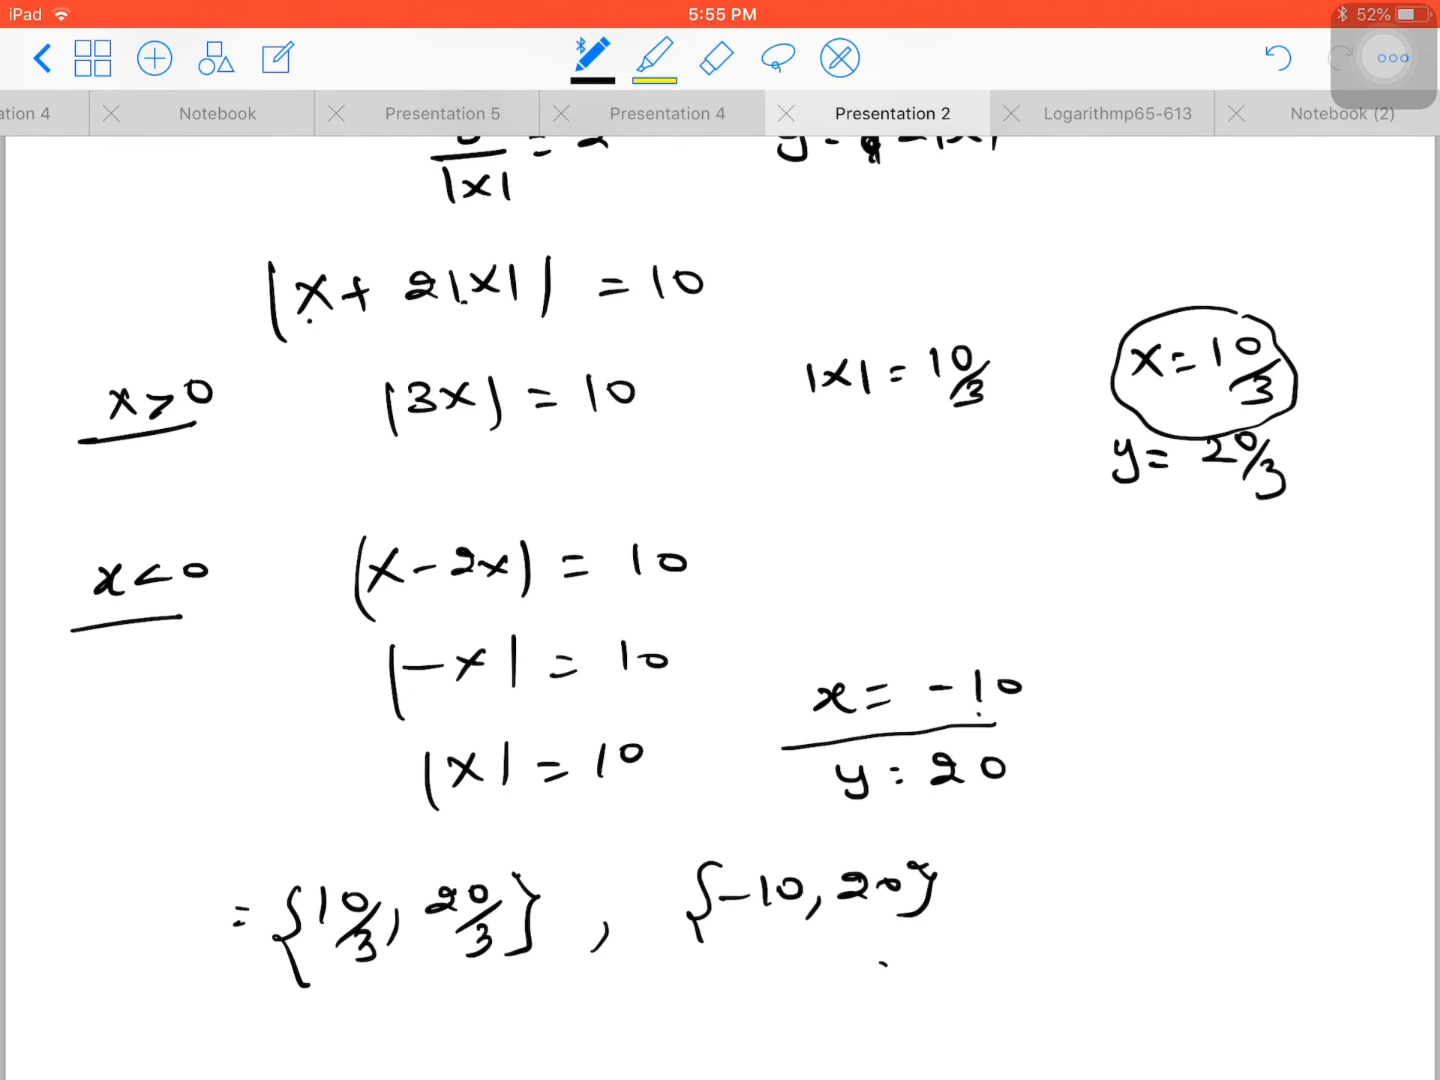 iPad 5:55 PM 52%
ation 4 Notebook Presentation 5 Presentation 4 Presentation 2 Logarithmp65-613 Notebook (2)
|x| = 2
|x + 2|x|| = 10
x > 0 |3x| = 10 |x| = 10/3 x = 10/3
y = 20/3
x < 0 (x - 2x) = 10
|-x| = 10 x = -10
|x| = 10 y = 20
= {10/3, 20/3}, {-10, 20}